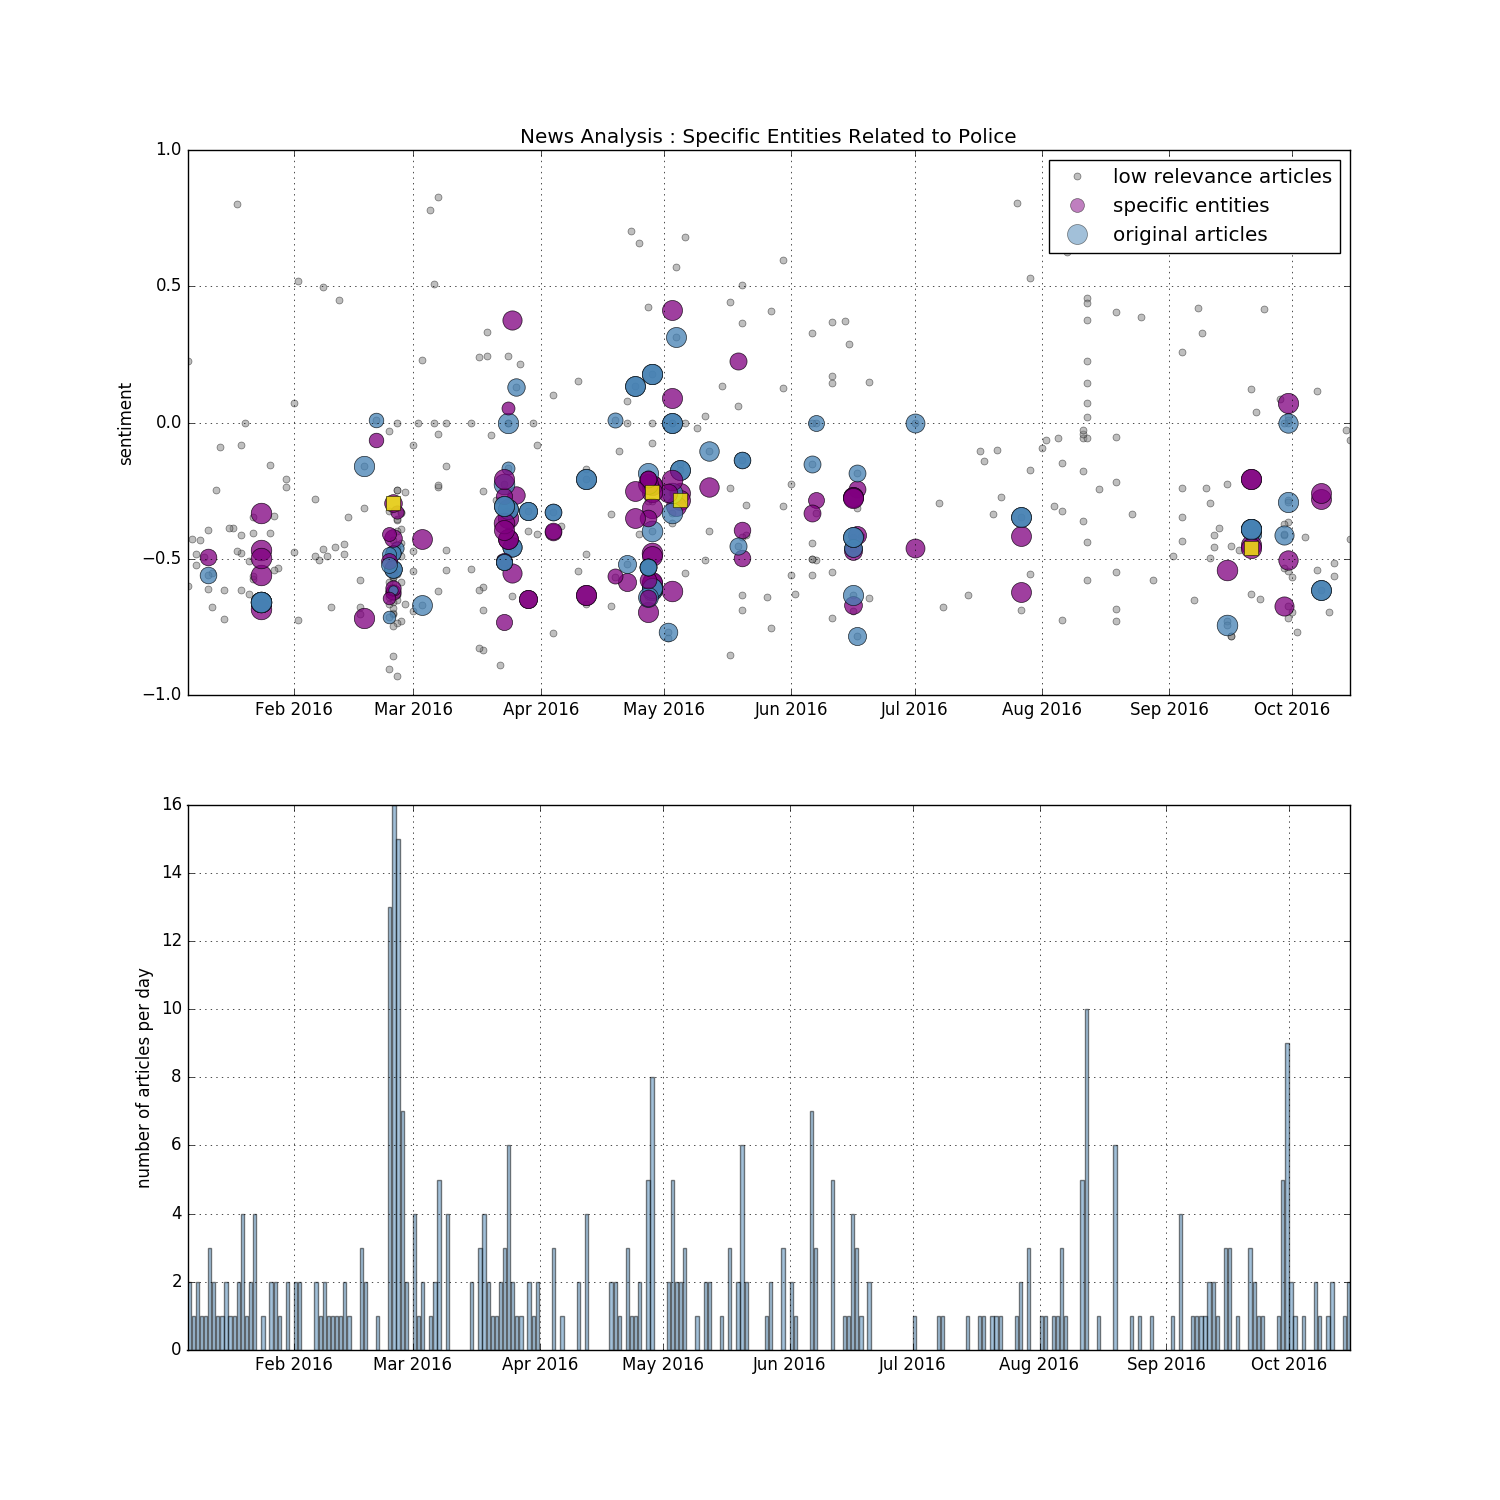 News Analysis : Specific Entities Related to Police
1.0
0.5
0.0
−0.5
−1.0
sentiment
low relevance articles
specific entities
original articles
Feb 2016
Mar 2016
Apr 2016
May 2016
Jun 2016
Jul 2016
Aug 2016
Sep 2016
Oct 2016
16
14
12
10
8
6
4
2
0
number of articles per day
Feb 2016
Mar 2016
Apr 2016
May 2016
Jun 2016
Jul 2016
Aug 2016
Sep 2016
Oct 2016